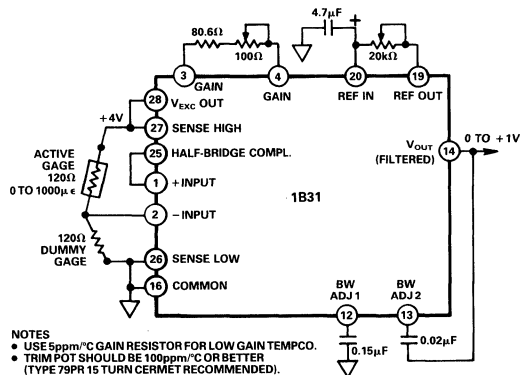 4.7μF
+
80.6Ω
100Ω
20kΩ
3
4
20
19
GAIN
GAIN
REF IN
REF OUT
28 VEXC OUT
+4V
27 SENSE HIGH
25 HALF-BRIDGE COMPL.
1 +INPUT
2 −INPUT
ACTIVE
GAGE
120Ω
0 TO 1000μ ϵ
120Ω
DUMMY
GAGE
26 SENSE LOW
16 COMMON
1B31
VOUT
(FILTERED)
14
0 TO +1V
BW
ADJ 1
BW
ADJ 2
12
13
0.15μF
0.02μF
NOTES
• USE 5ppm/°C GAIN RESISTOR FOR LOW GAIN TEMPCO.
• TRIM POT SHOULD BE 100ppm/°C OR BETTER
(TYPE 79PR 15 TURN CERMET RECOMMENDED).